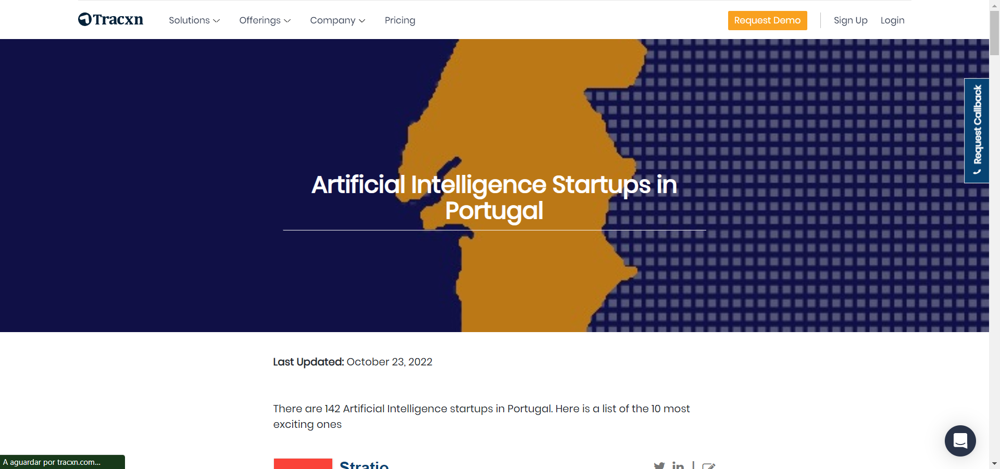 Tracxn
Solutions
Offerings
Company
Pricing
Request Demo
Sign Up
Login
Request Callback
Artificial Intelligence Startups in
Portugal
Last Updated: October 23, 2022
There are 142 Artificial Intelligence startups in Portugal. Here is a list of the 10 most
exciting ones
Stratio
A aguardar por tracxn.com...